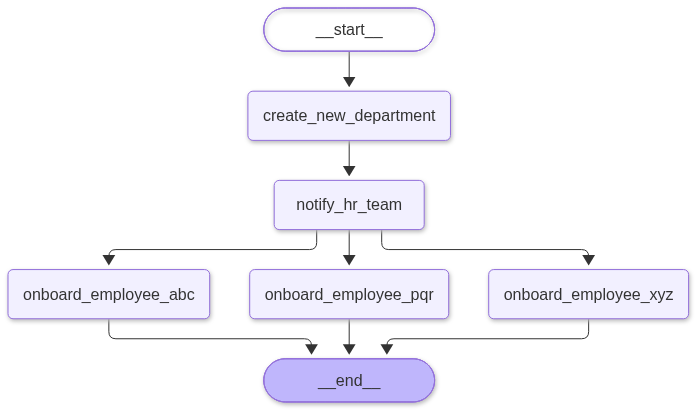 __start__
create_new_department
notify_hr_team
onboard_employee_abc
onboard_employee_pqr
onboard_employee_xyz
__end__